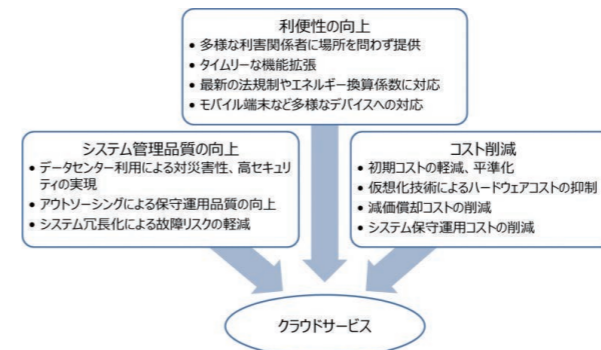 利便性の向上
• 多様な利害関係者に場所を問わず提供
• タイムリーな機能拡張
• 最新の法規制やエネルギー換算係数に対応
• モバイル端末など多様なデバイスへの対応
システム管理品質の向上
• データセンター利用による対災害性、高セキュリ
ティの実現
• アウトソーシングによる保守運用品質の向上
• システム冗長化による故障リスクの軽減
コスト削減
• 初期コストの軽減、平準化
• 仮想化技術によるハードウェアコストの抑制
• 減価償却コストの削減
• システム保守運用コストの削減
クラウドサービス